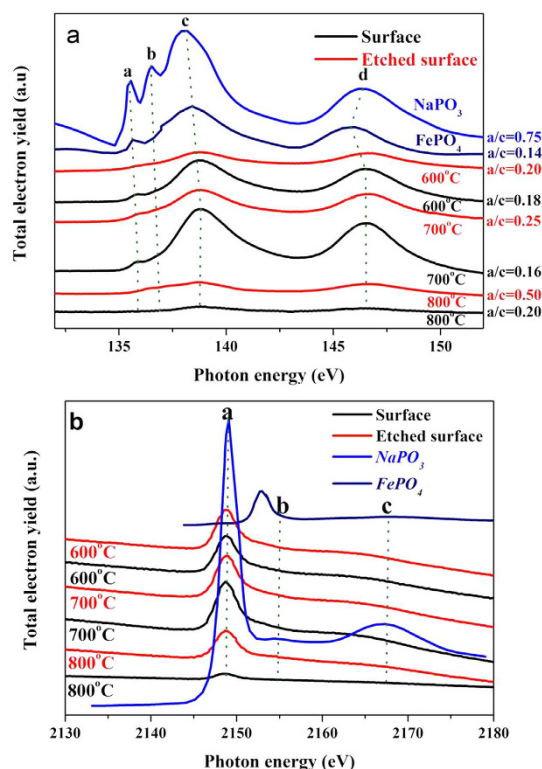 a
c
b
a
d
Surface
Etched surface
NaPO3
FePO4
a/c=0.75
a/c=0.14
a/c=0.20
600°C
600°C
a/c=0.18
a/c=0.25
700°C
700°C
a/c=0.16
800°C
a/c=0.50
800°C
a/c=0.20
Total electron yield (a.u)
135 140 145 150
Photon energy (eV)
b
a
b
c
Surface
Etched surface
NaPO3
FePO4
600°C
600°C
700°C
700°C
800°C
800°C
Total electron yield (a.u.)
2130 2140 2150 2160 2170 2180
Photon energy (eV)